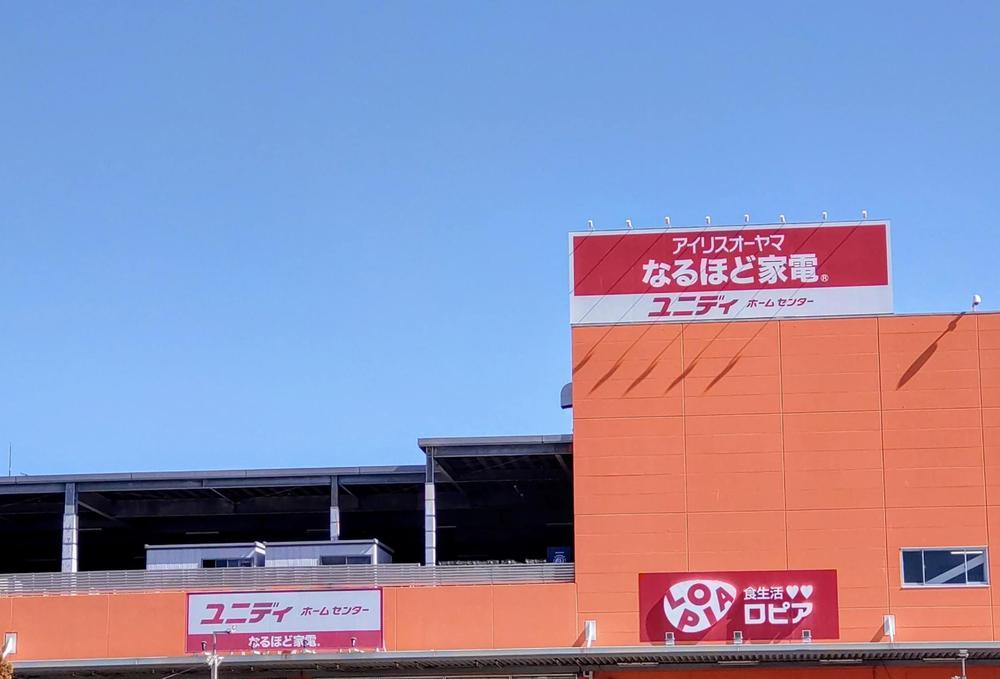 アイリスオーヤマ
なるほど家電®
ユニディ ホームセンター
ユニディ ホームセンター
なるほど家電®
LOPIA
食生活♥♥
ロピア